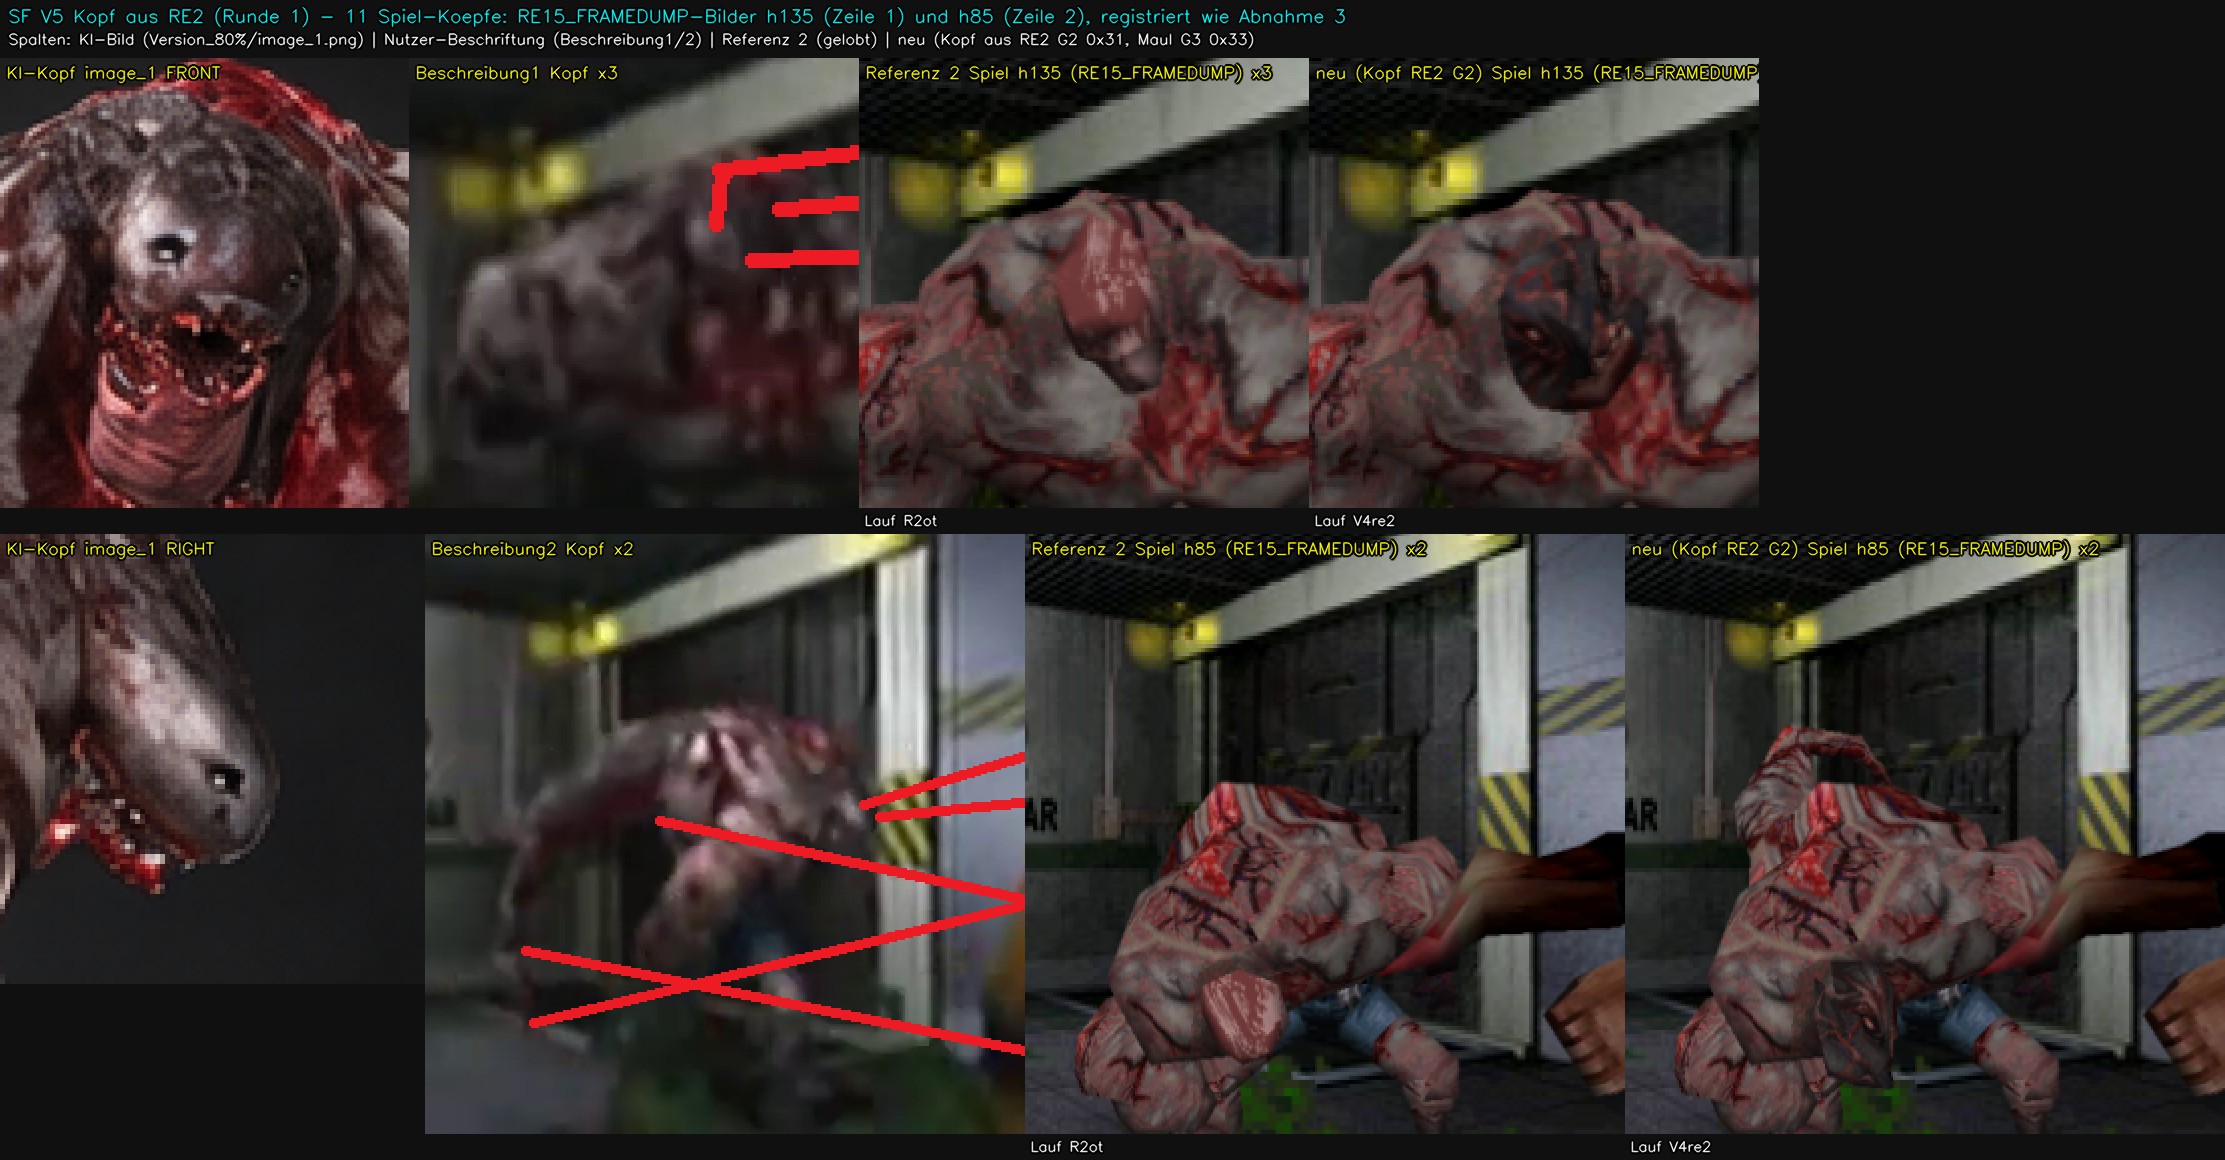 SF V5 Kopf aus RE2 (Runde 1) - 11 Spiel-Koepfe: RE15_FRAMEDUMP-Bilder h135 (Zeile 1) und h85 (Zeile 2), registriert wie Abnahme 3
Spalten: KI-Bild (Version_80%/image_1.png) | Nutzer-Beschriftung (Beschreibung1/2) | Referenz 2 (gelobt) | neu (Kopf aus RE2 G2 0x31, Maul G3 0x33)
KI-Kopf image_1 FRONT
Beschreibung1 Kopf x3
Referenz 2 Spiel h135 (RE15_FRAMEDUMP) x3
neu (Kopf RE2 G2) Spiel h135 (RE15_FRAMEDUMP
Lauf R2ot
Lauf V4re2
KI-Kopf image_1 RIGHT
Beschreibung2 Kopf x2
Referenz 2 Spiel h85 (RE15_FRAMEDUMP) x2
neu (Kopf RE2 G2) Spiel h85 (RE15_FRAMEDUMP) x2
AR
AR
Lauf R2ot
Lauf V4re2